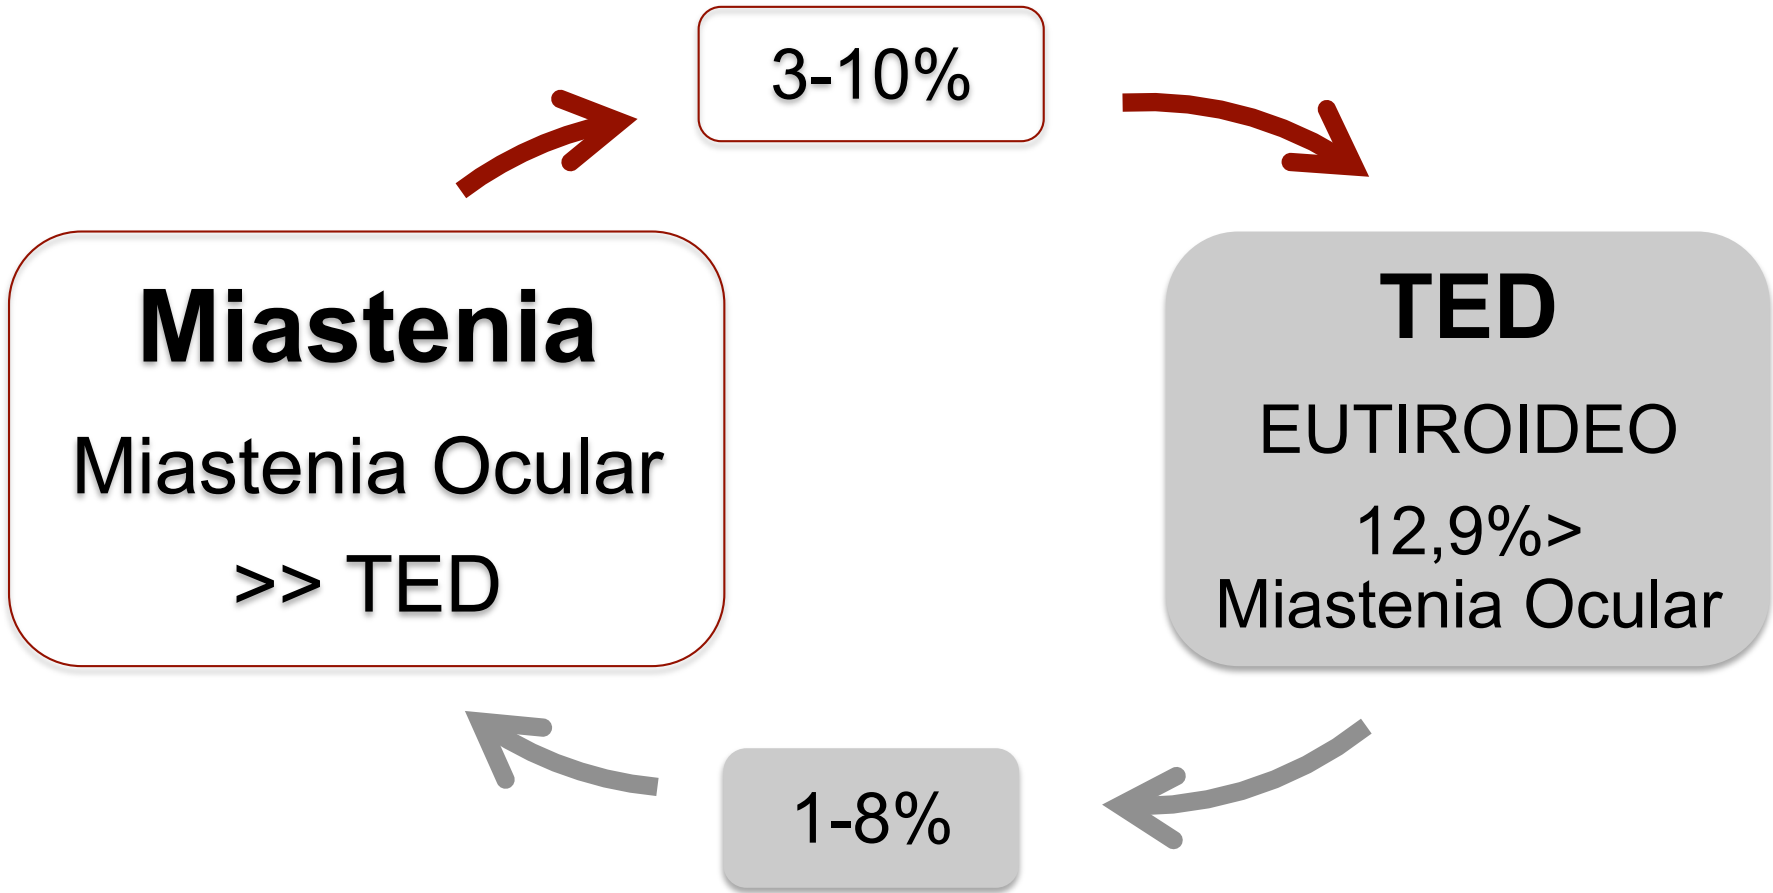 3-10%
Miastenia
Miastenia Ocular
>> TED
TED
EUTIROIDEO
12,9%>
Miastenia Ocular
1-8%